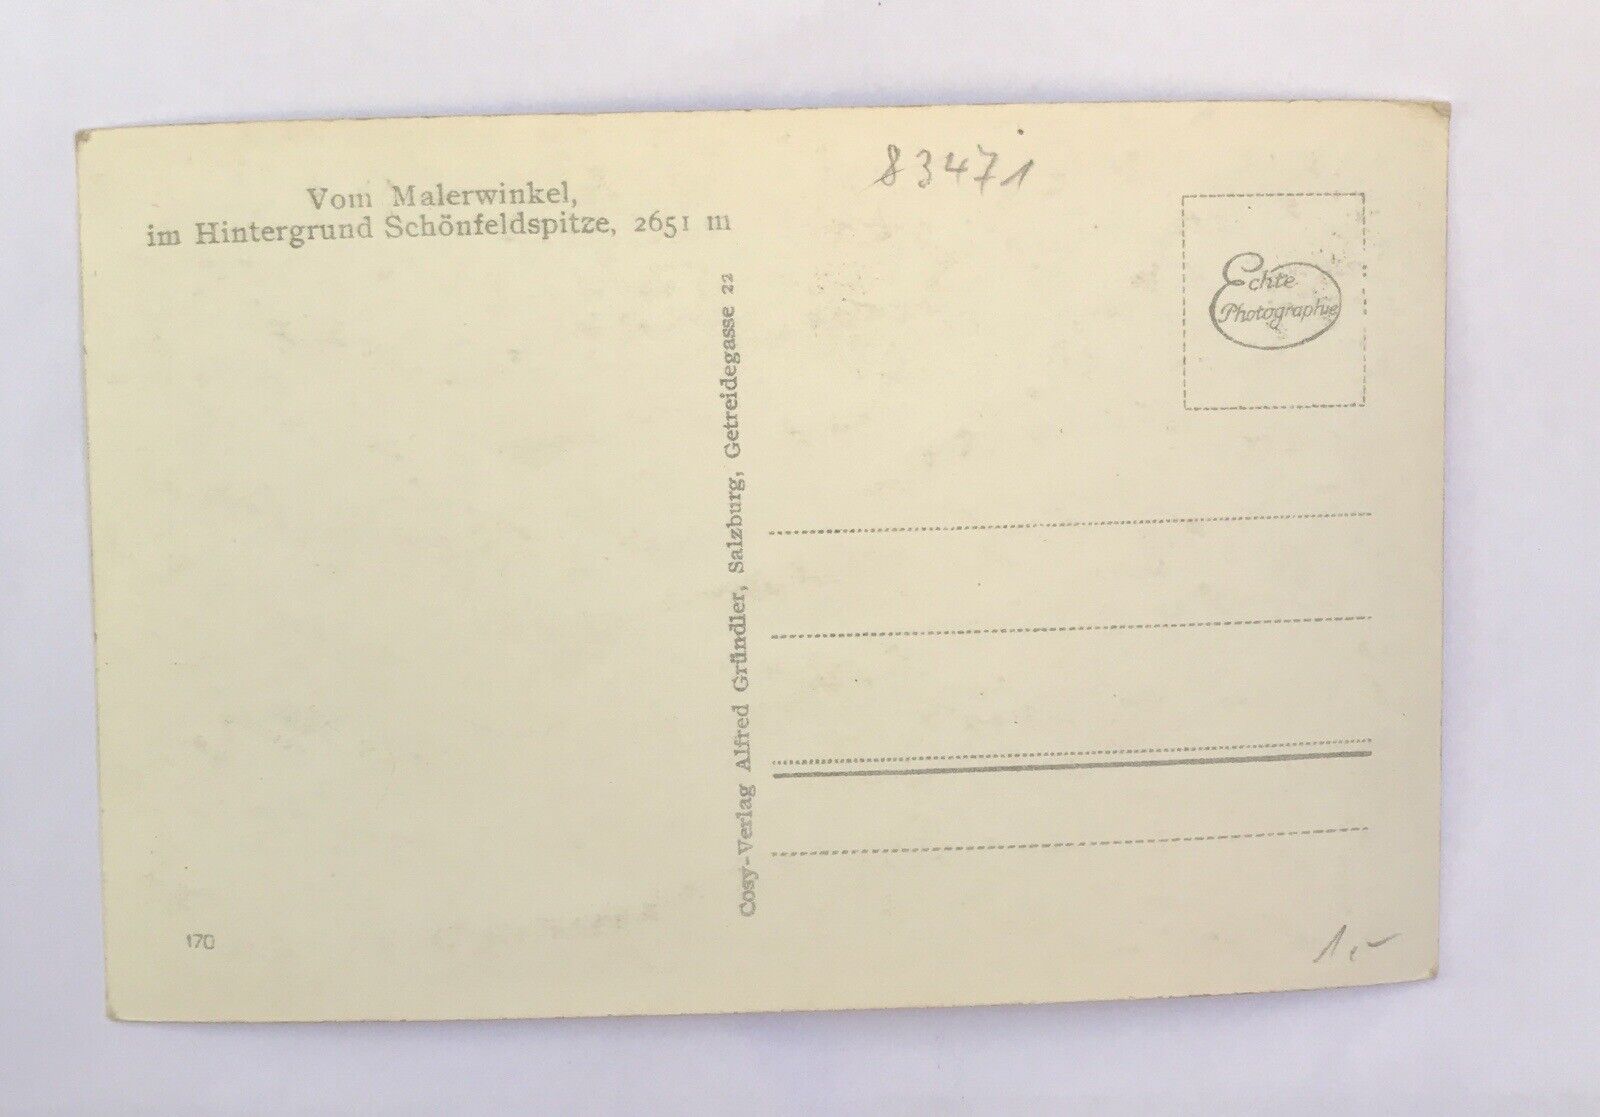 83471
Vom Malerwinkel,
im Hintergrund Schönfeldspitze, 2651 m
Echte
Photographie
Cosy-Verlag Alfred Gründler, Salzburg, Getreidegasse 22
170
1,-